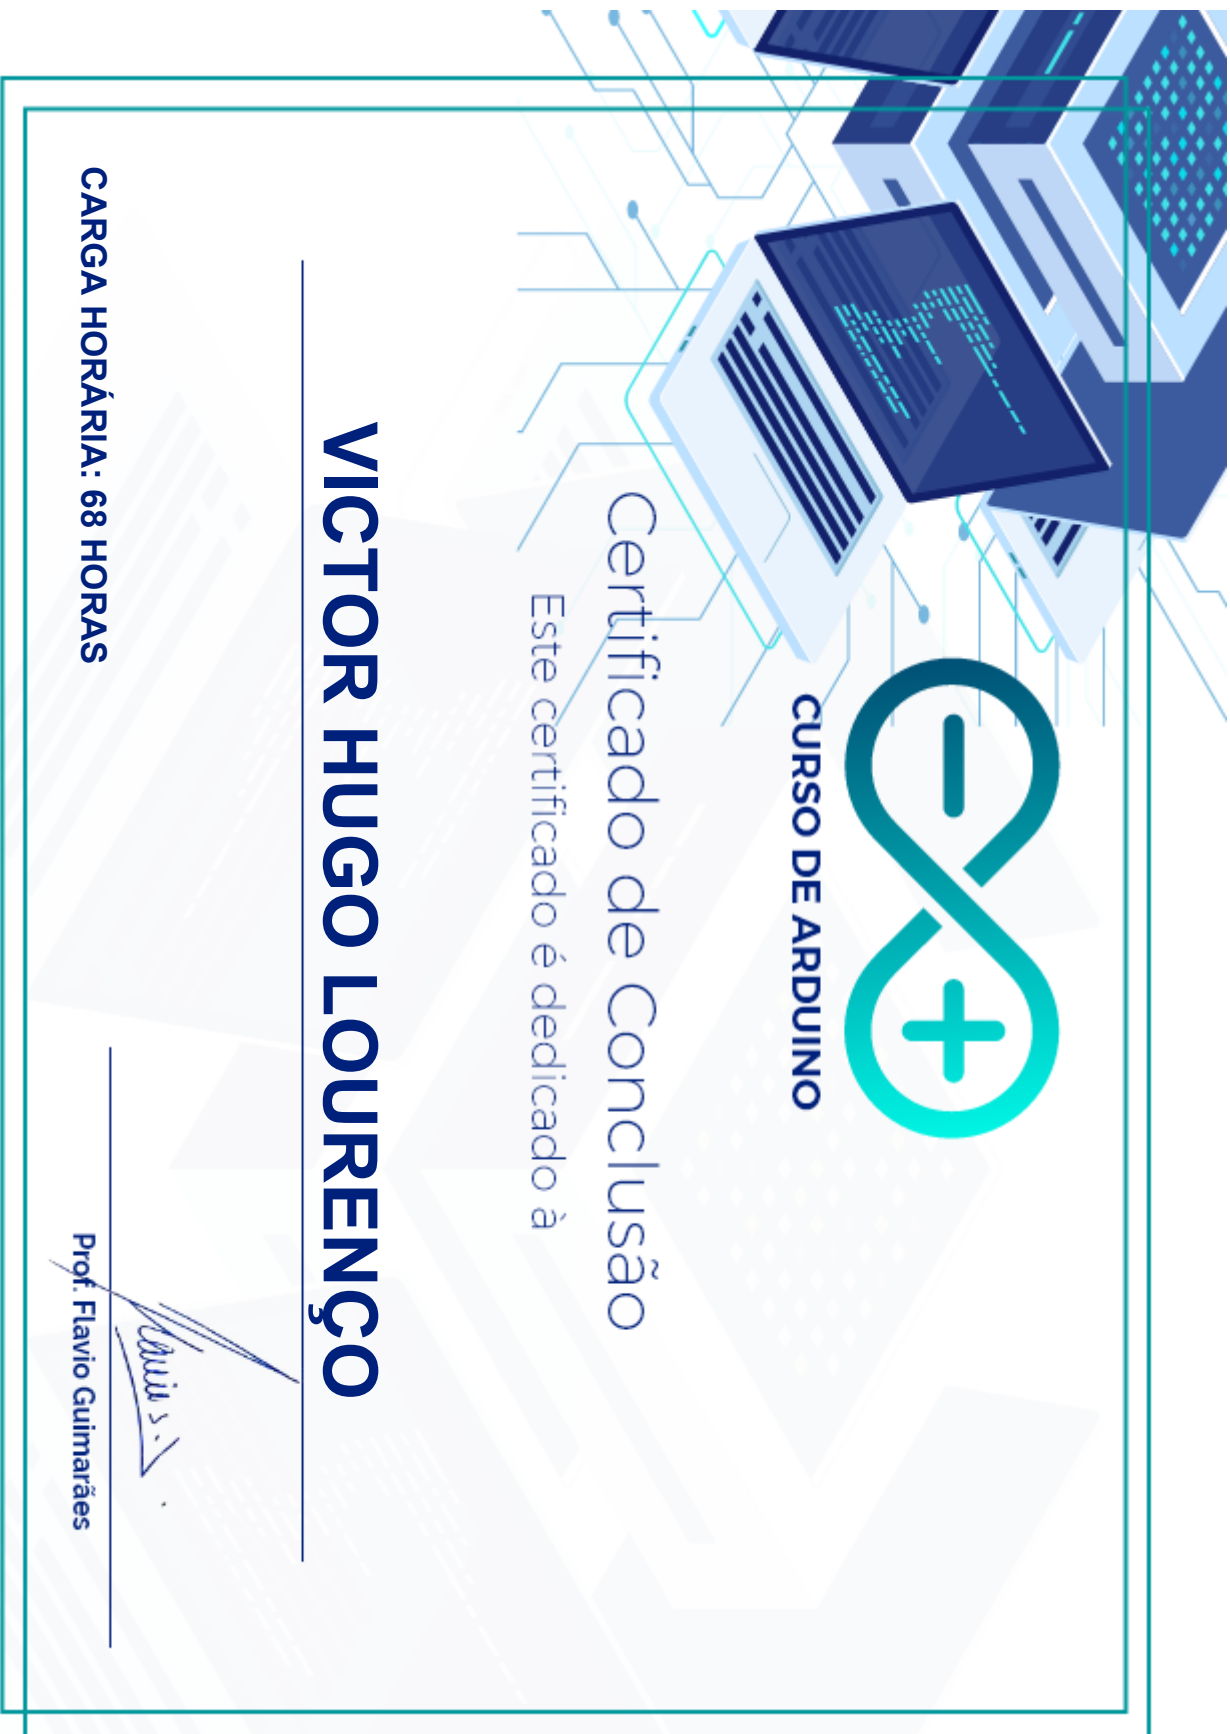 CURSO DE ARDUINO
Certificado de Conclusão
Este certificado é dedicado à
VICTOR HUGO LOURENÇO
CARGA HORÁRIA: 68 HORAS
Prof. Flavio Guimarães